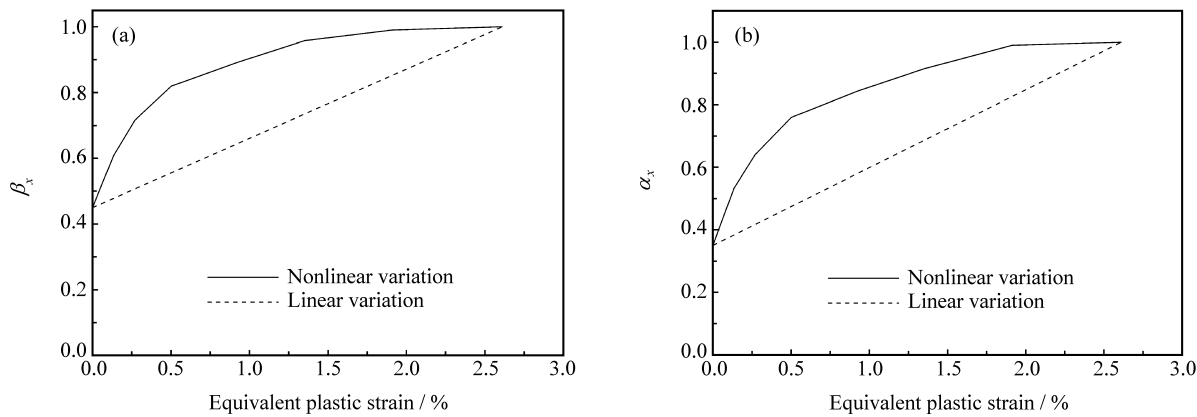 (a)
1.0
0.8
0.6
0.4
0.2
0.0
βx
Nonlinear variation
Linear variation
0.0 0.5 1.0 1.5 2.0 2.5 3.0
Equivalent plastic strain / %
(b)
1.0
0.8
0.6
0.4
0.2
0.0
αx
Nonlinear variation
Linear variation
0.0 0.5 1.0 1.5 2.0 2.5 3.0
Equivalent plastic strain / %